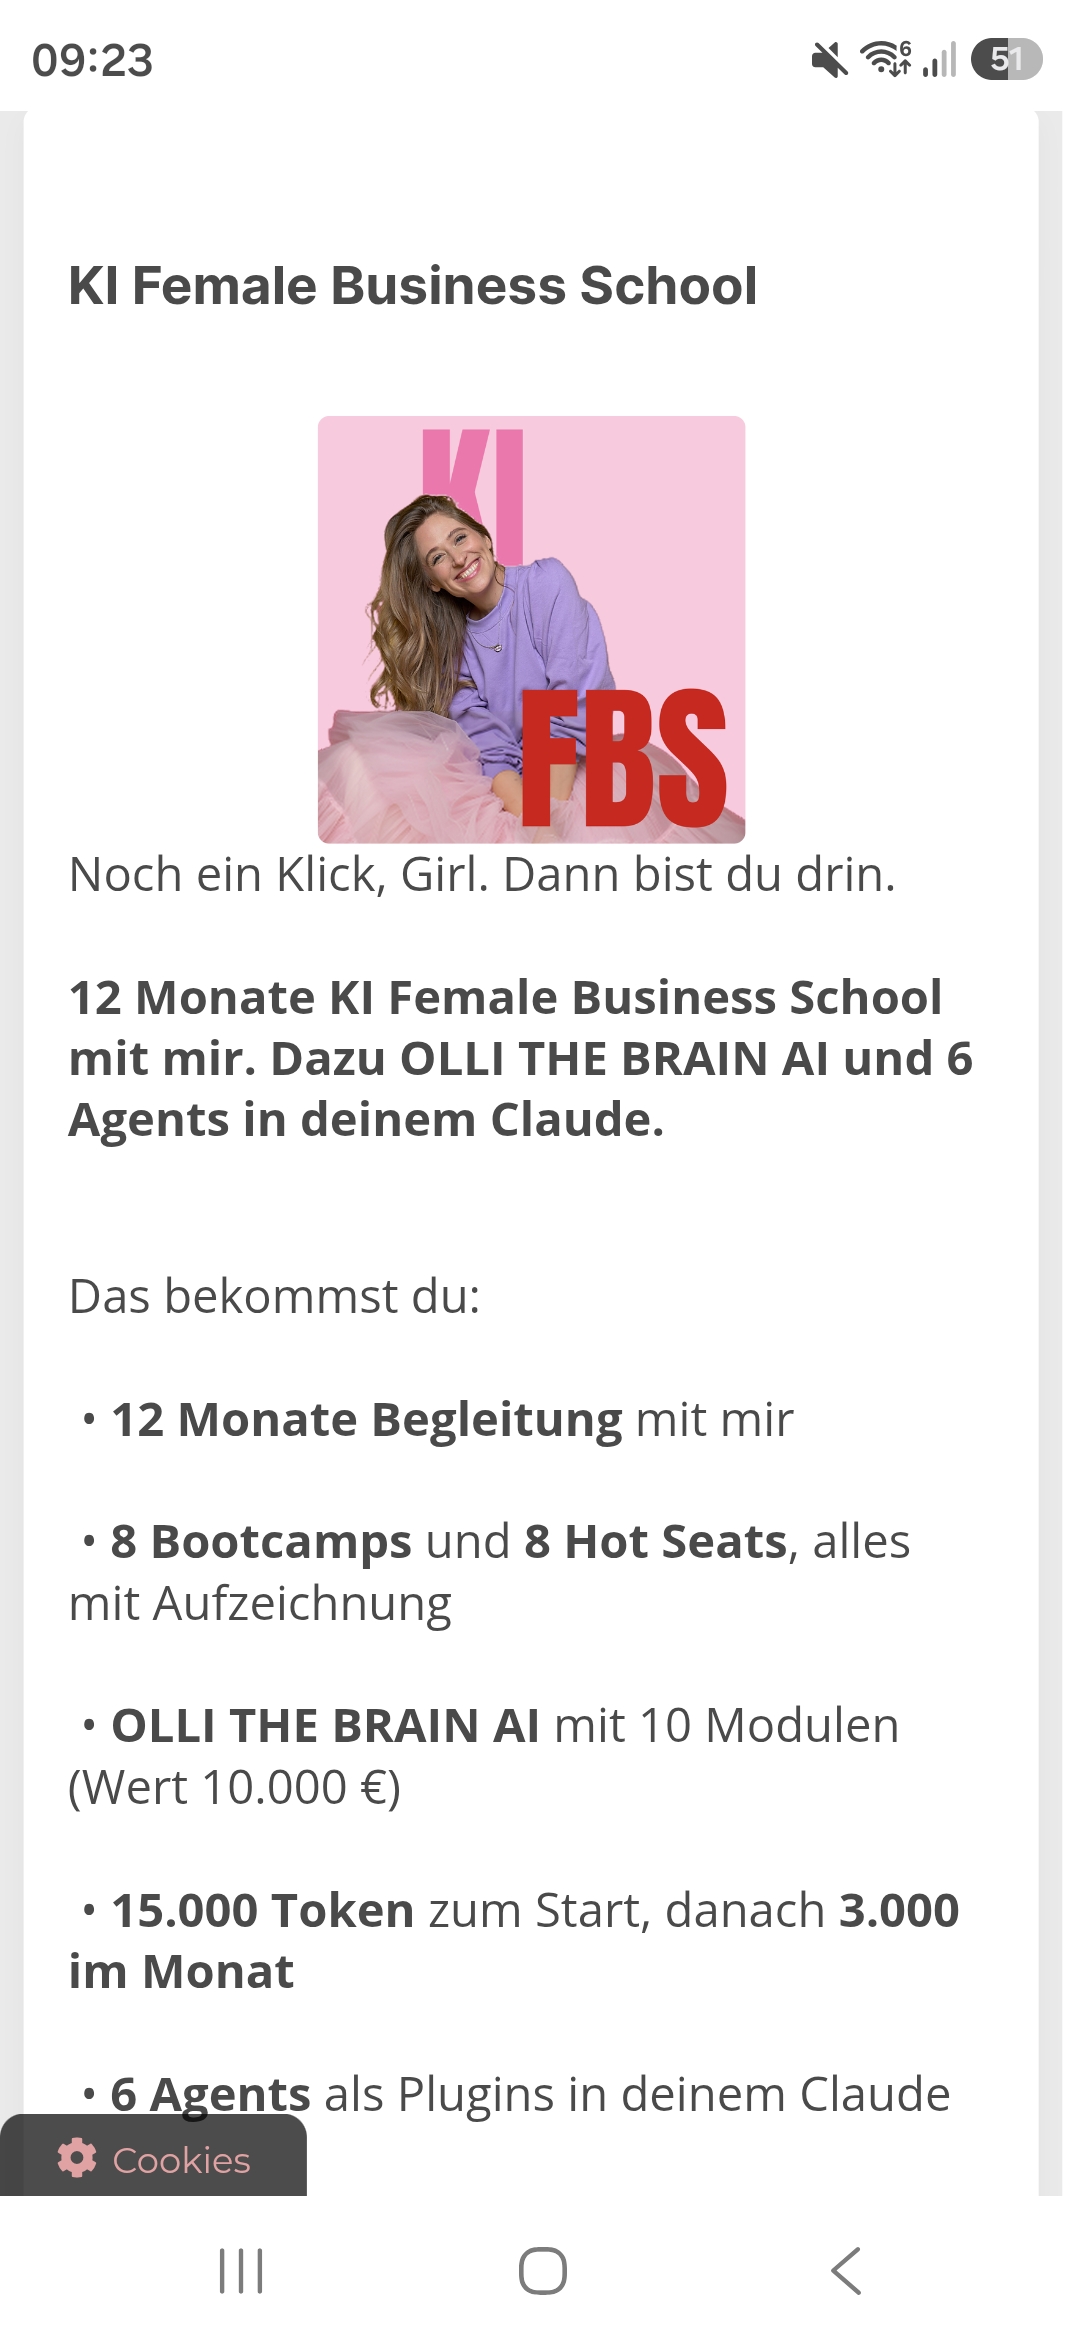 09:23
6
51
KI Female Business School
KI
FBS
Noch ein Klick, Girl. Dann bist du drin.
12 Monate KI Female Business School
mit mir. Dazu OLLI THE BRAIN AI und 6
Agents in deinem Claude.
Das bekommst du:
• 12 Monate Begleitung mit mir
• 8 Bootcamps und 8 Hot Seats, alles
mit Aufzeichnung
• OLLI THE BRAIN AI mit 10 Modulen
(Wert 10.000 €)
• 15.000 Token zum Start, danach 3.000
im Monat
• 6 Agents als Plugins in deinem Claude
Cookies